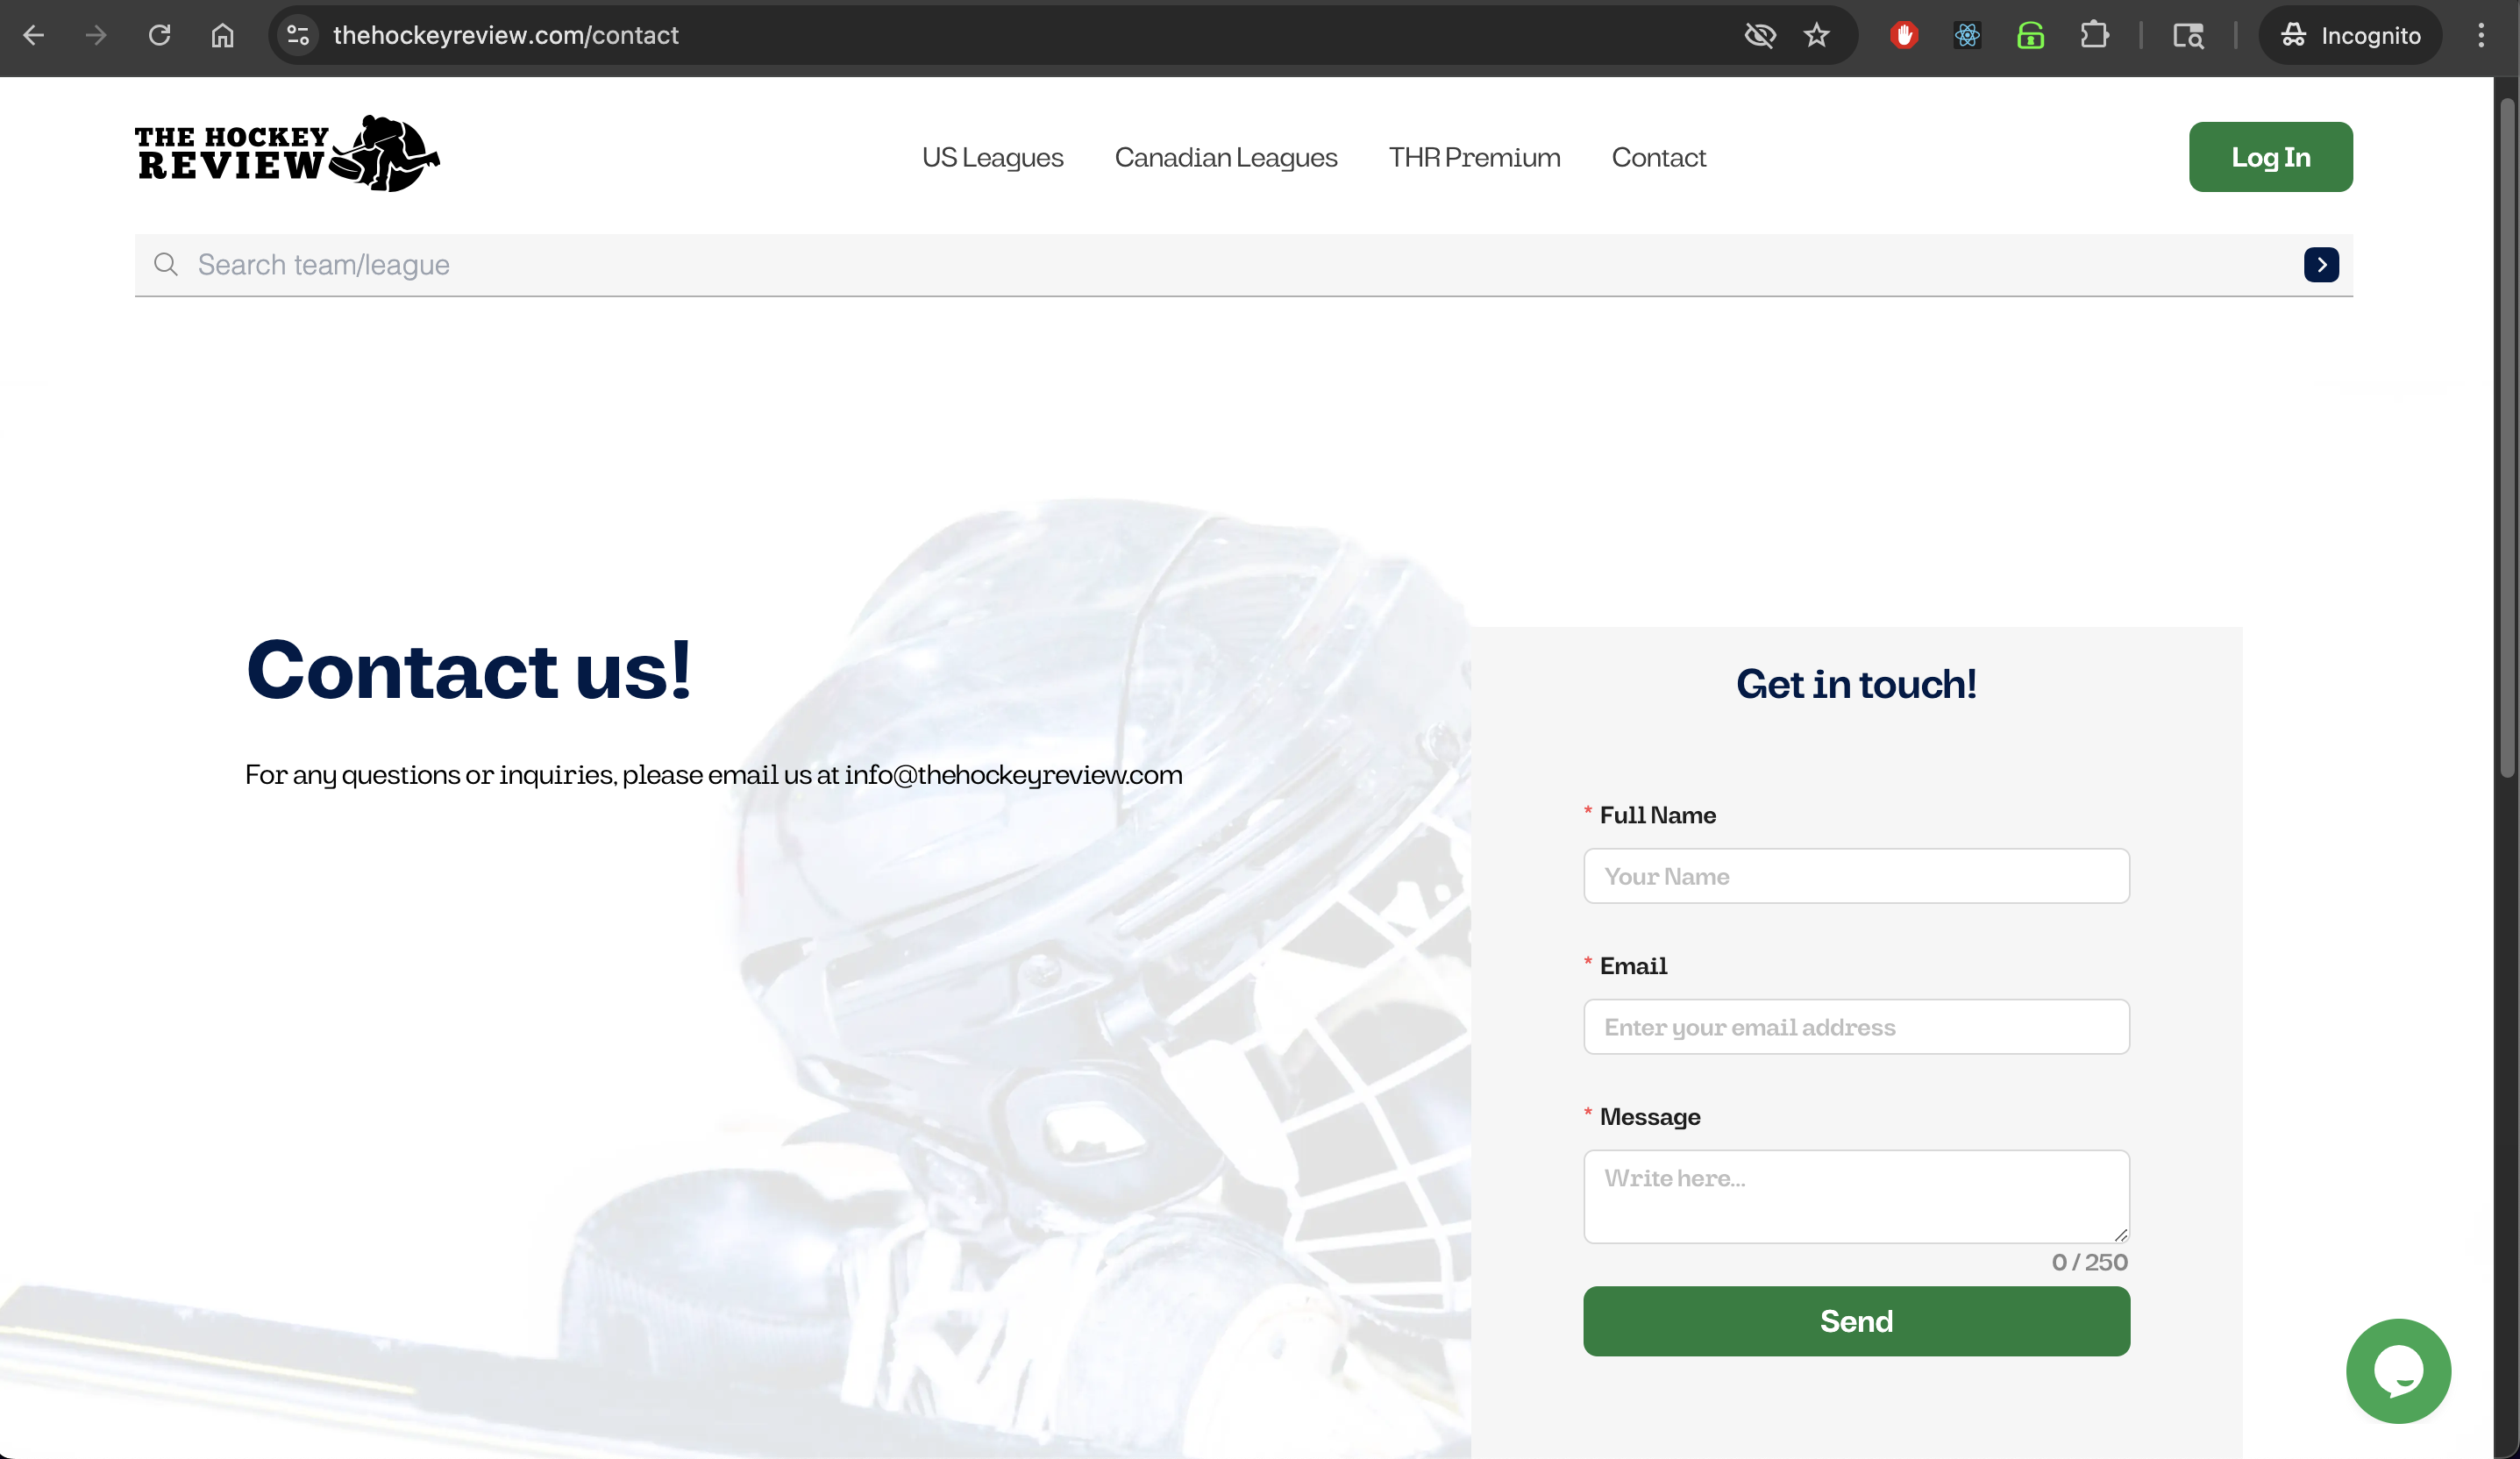 thehockeyreview.com/contact
Incognito
THE HOCKEY
REVIEW
US Leagues
Canadian Leagues
THR Premium
Contact
Log In
Search team/league
Contact us!
For any questions or inquiries, please email us at info@thehockeyreview.com
Get in touch!
* Full Name
Your Name
* Email
Enter your email address
* Message
Write here...
0 / 250
Send